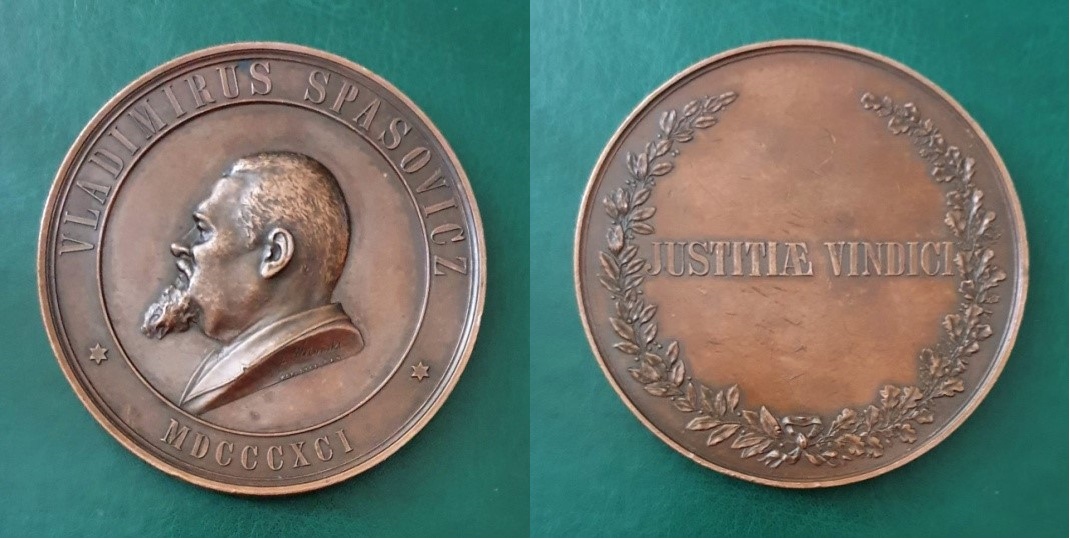 VLADIMIRUS SPASOVICZ
MDCCCXCI
JUSTITIÆ VINDICI